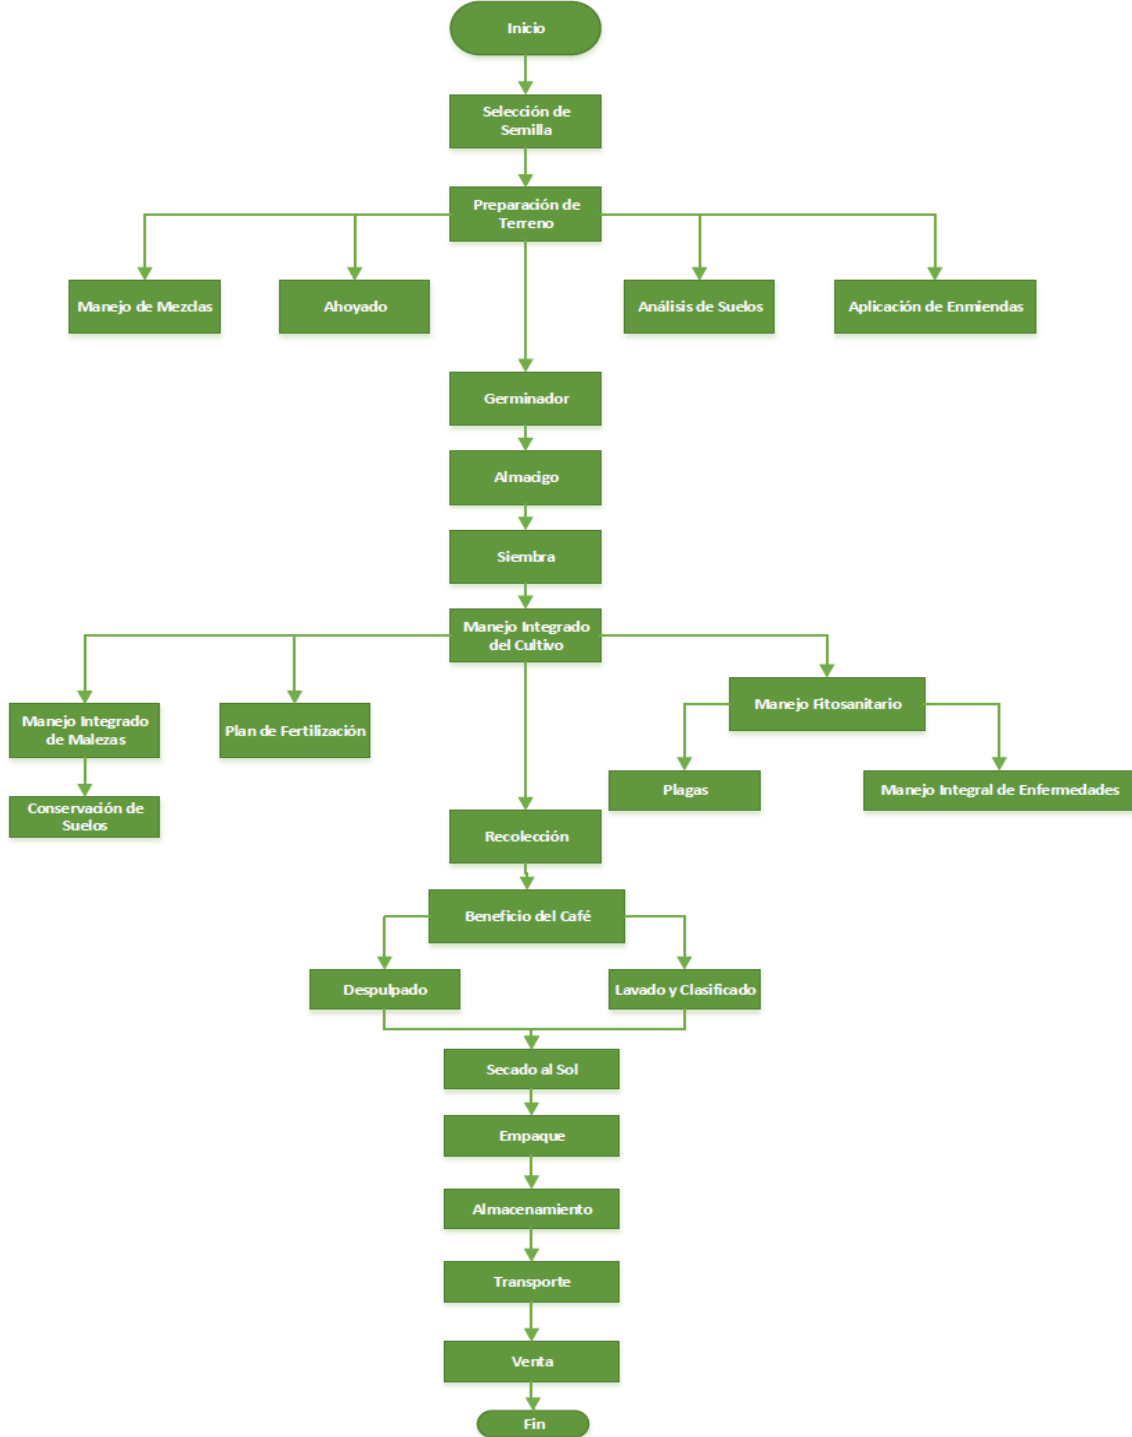 Inicio
Selección de
Semilla
Preparación de
Terreno
Manejo de Mezclas
Ahoyado
Análisis de Suelos
Aplicación de Enmiendas
Germinador
Almacigo
Siembra
Manejo Integrado
del Cultivo
Manejo Integrado
de Malezas
Plan de Fertilización
Manejo Fitosanitario
Plagas
Manejo Integral de Enfermedades
Conservación de
Suelos
Recolección
Beneficio del Café
Despulpado
Lavado y Clasificado
Secado al Sol
Empaque
Almacenamiento
Transporte
Venta
Fin